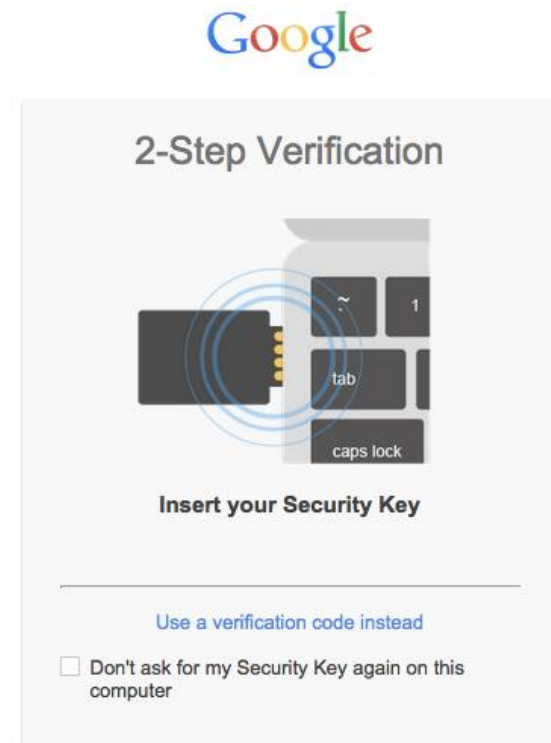 Google
2-Step Verification
~
1
tab
caps lock
Insert your Security Key
Use a verification code instead
Don't ask for my Security Key again on this
computer